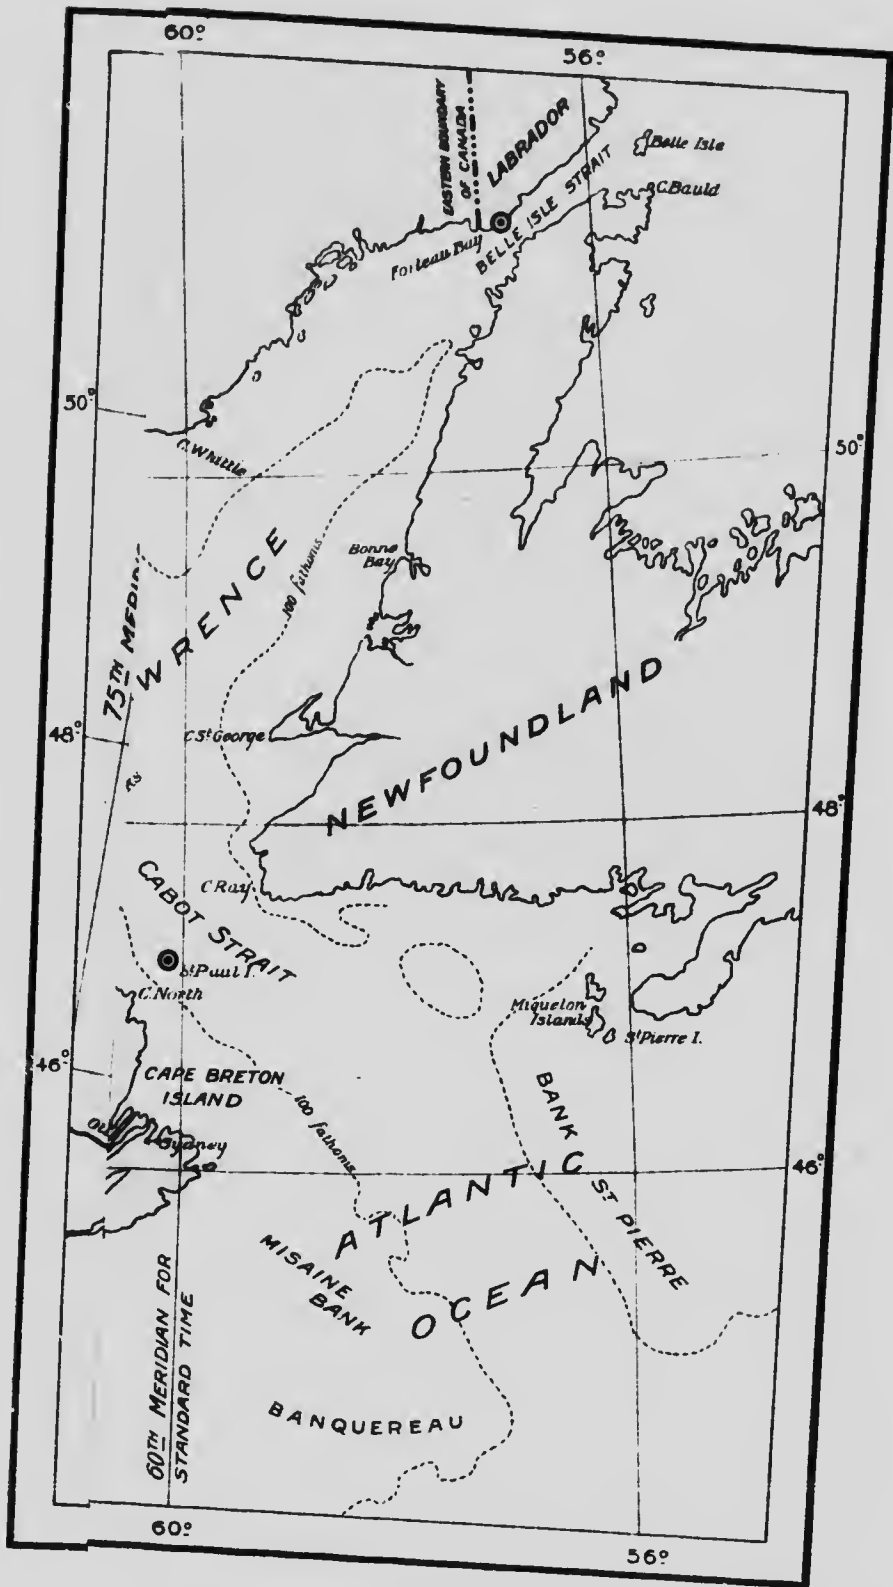 60°
56°
EASTERN BOUNDARY
OF CANADA
LABRADOR
Belle Isle
C. Bauld
BELLE ISLE STRAIT
Forteau Bay
50°
50°
C. Whittle
Bonne
Bay
100 fathoms
75TH MERIDI
WRENCE
C St George
48°
48°
NEWFOUNDLAND
RS
C Ray
CABOT STRAIT
St Paul I.
C. North
Miquelon
Islands
St Pierre I.
46°
46°
CAPE BRETON
ISLAND
Sydney
100 fathoms
BANK ST PIERRE
ATLANTIC
OCEAN
MISAINE
BANK
BANQUEREAU
60TH MERIDIAN FOR
STANDARD TIME
60°
56°